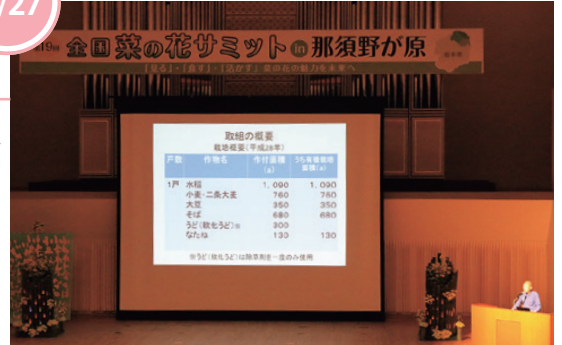 /27
第19回 全国菜の花サミット in 那須野が原 栃木県
「見る」・「食す」・「活かす」菜の花の魅力を未来へ
取組の概要
栽培概要（平成28年）
戸数 作物名 作付面積(a) うち有機栽培面積(a)
1戸 水稲 1,090 1,090
小麦・二条大麦 760 760
大豆 350 350
そば 680 680
うど（軟化うど）※ 300
なたね 130 130
※うど（軟化うど）は除草剤を一度のみ使用